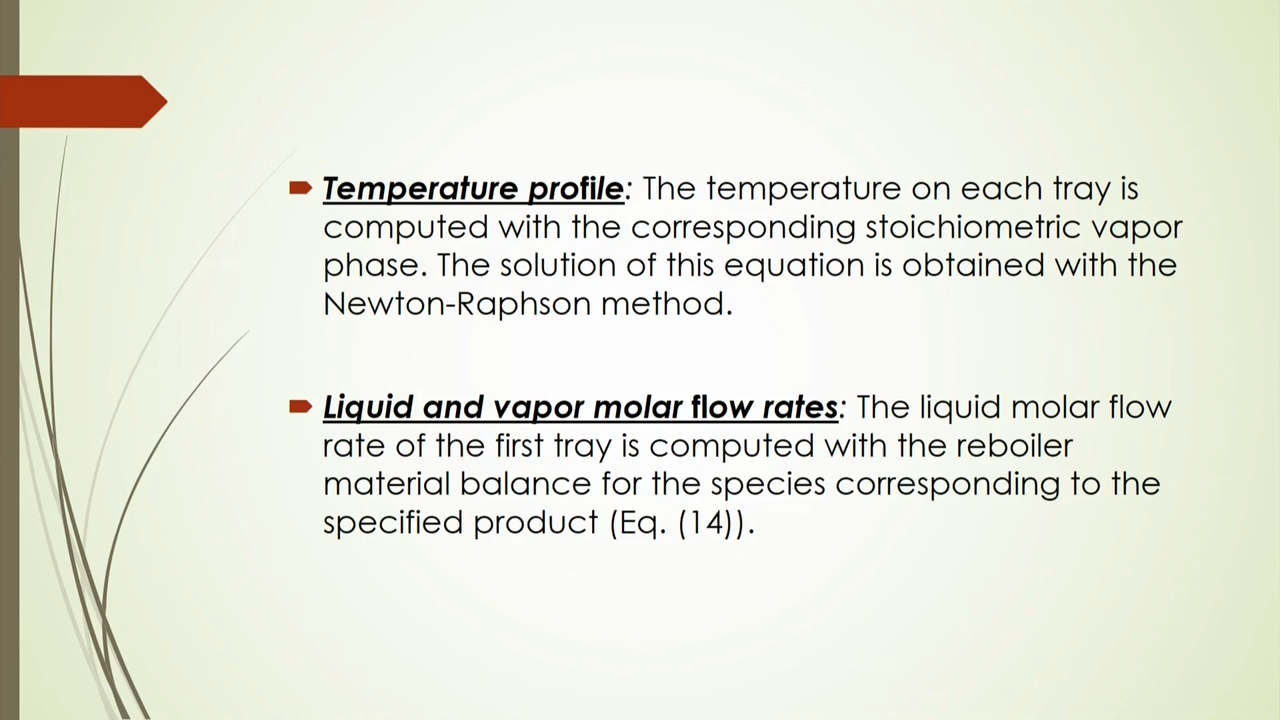 Temperature profile: The temperature on each tray is
computed with the corresponding stoichiometric vapor
phase. The solution of this equation is obtained with the
Newton-Raphson method.
Liquid and vapor molar flow rates: The liquid molar flow
rate of the first tray is computed with the reboiler
material balance for the species corresponding to the
specified product (Eq. (14)).